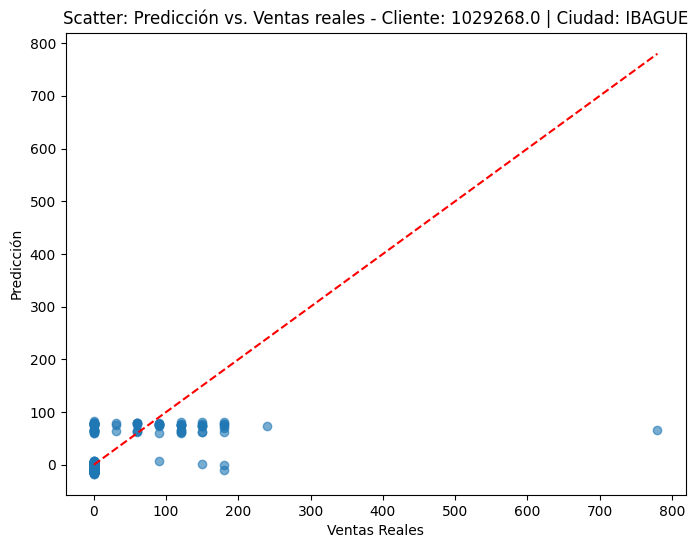 Scatter: Predicción vs. Ventas reales - Cliente: 1029268.0 | Ciudad: IBAGUE
800
700
600
500
400
300
200
100
0
Predicción
0 100 200 300 400 500 600 700 800
Ventas Reales